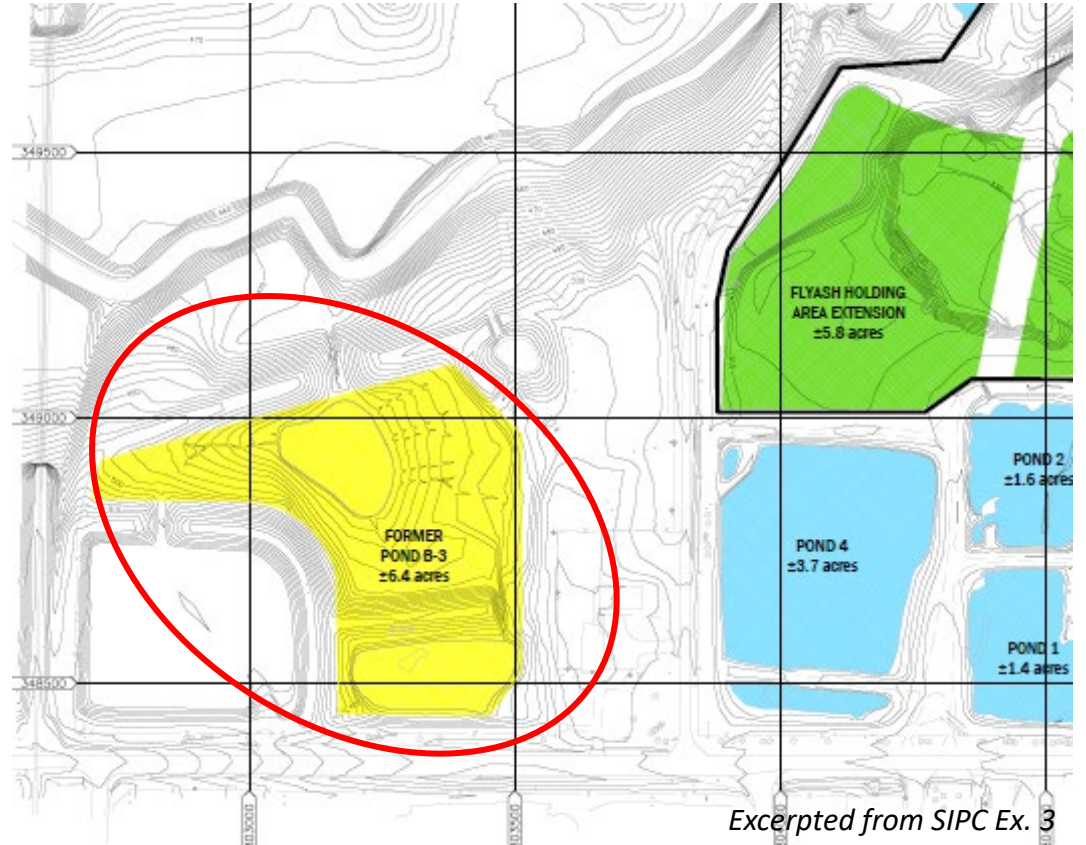 349500
FLYASH HOLDING
AREA EXTENSION
±5.8 acres
349000
POND 2
±1.6 acres
FORMER
POND B-3
±6.4 acres
POND 4
±3.7 acres
POND 1
±1.4 acres
348500
Excerpted from SIPC Ex. 3